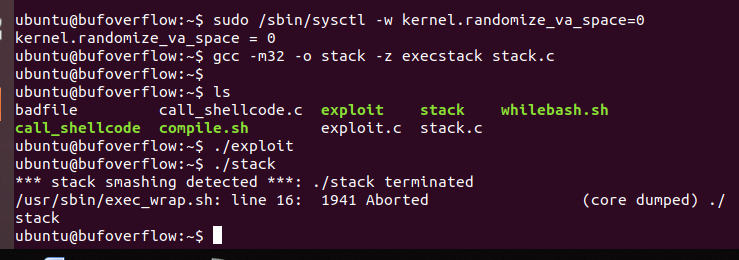 ubuntu@bufoverflow:~$ sudo /sbin/sysctl -w kernel.randomize_va_space=0
kernel.randomize_va_space = 0
ubuntu@bufoverflow:~$ gcc -m32 -o stack -z execstack stack.c
ubuntu@bufoverflow:~$
ubuntu@bufoverflow:~$ ls
badfile call_shellcode.c exploit stack whilebash.sh
call_shellcode compile.sh exploit.c stack.c
ubuntu@bufoverflow:~$ ./exploit
ubuntu@bufoverflow:~$ ./stack
*** stack smashing detected ***: ./stack terminated
/usr/sbin/exec_wrap.sh: line 16: 1941 Aborted (core dumped) ./
stack
ubuntu@bufoverflow:~$